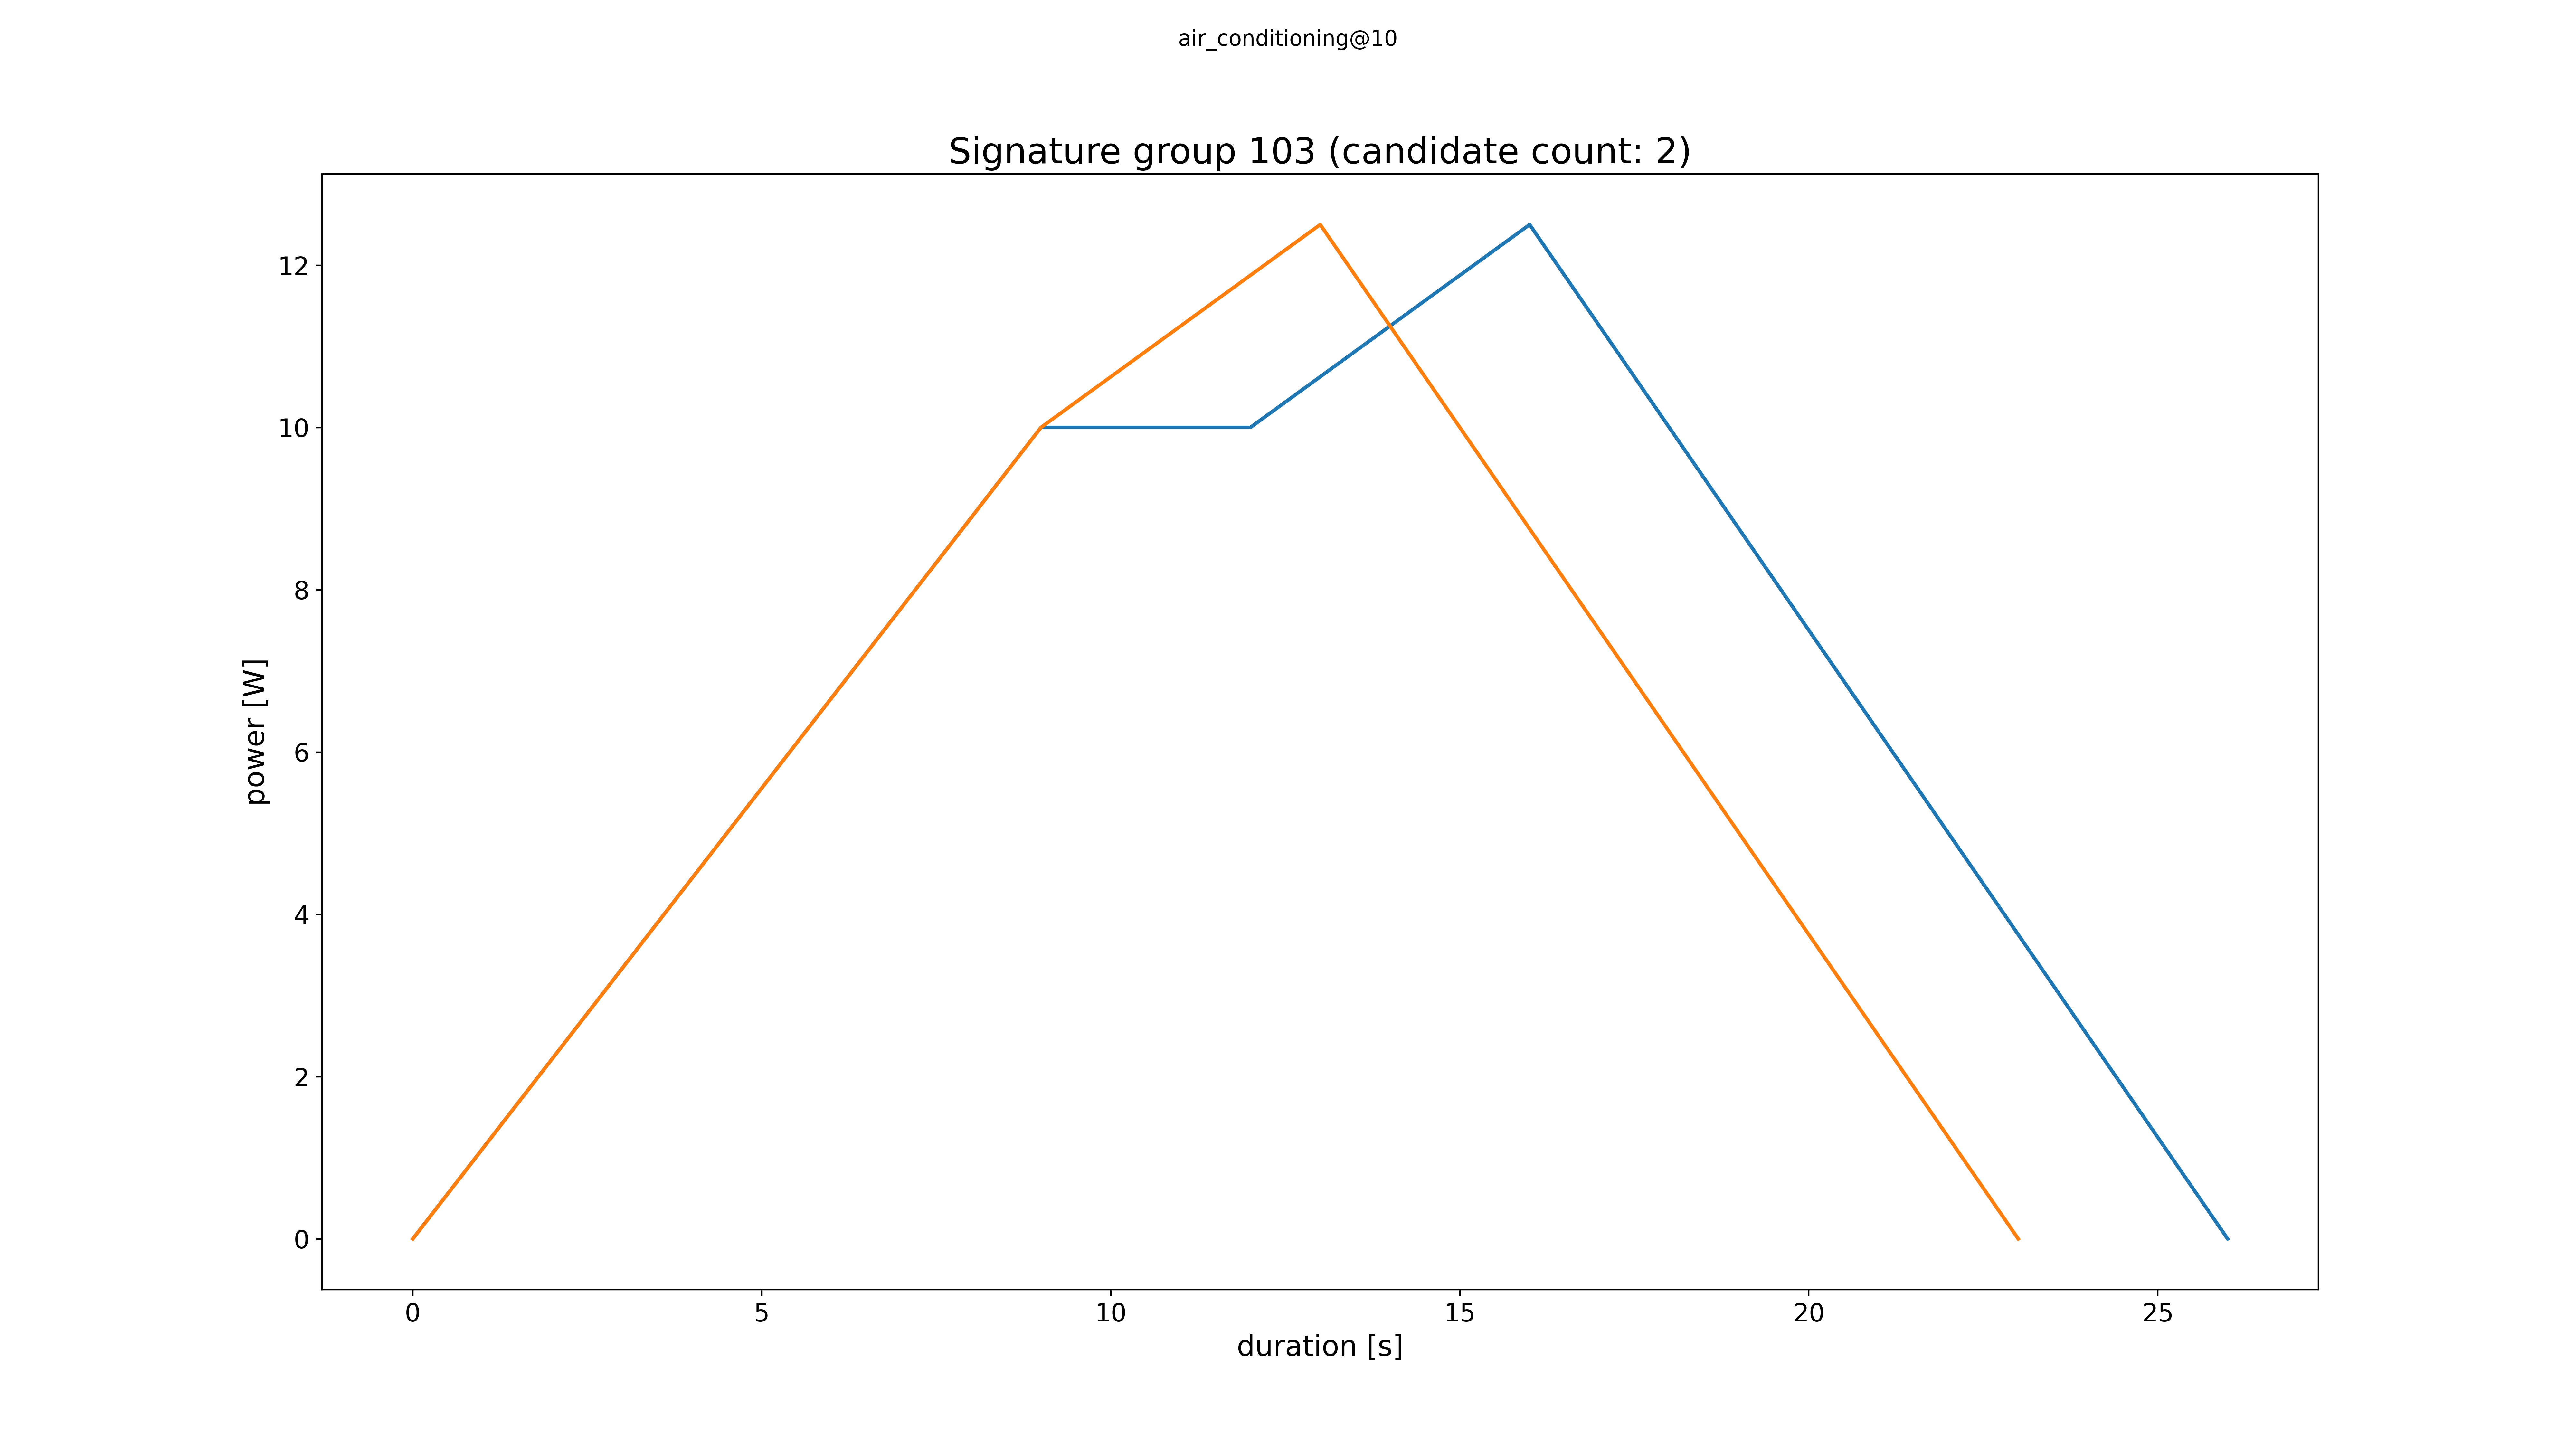 air_conditioning@10
Signature group 103 (candidate count: 2)
12
10
8
6
4
2
0
power [W]
0 5 10 15 20 25
duration [s]